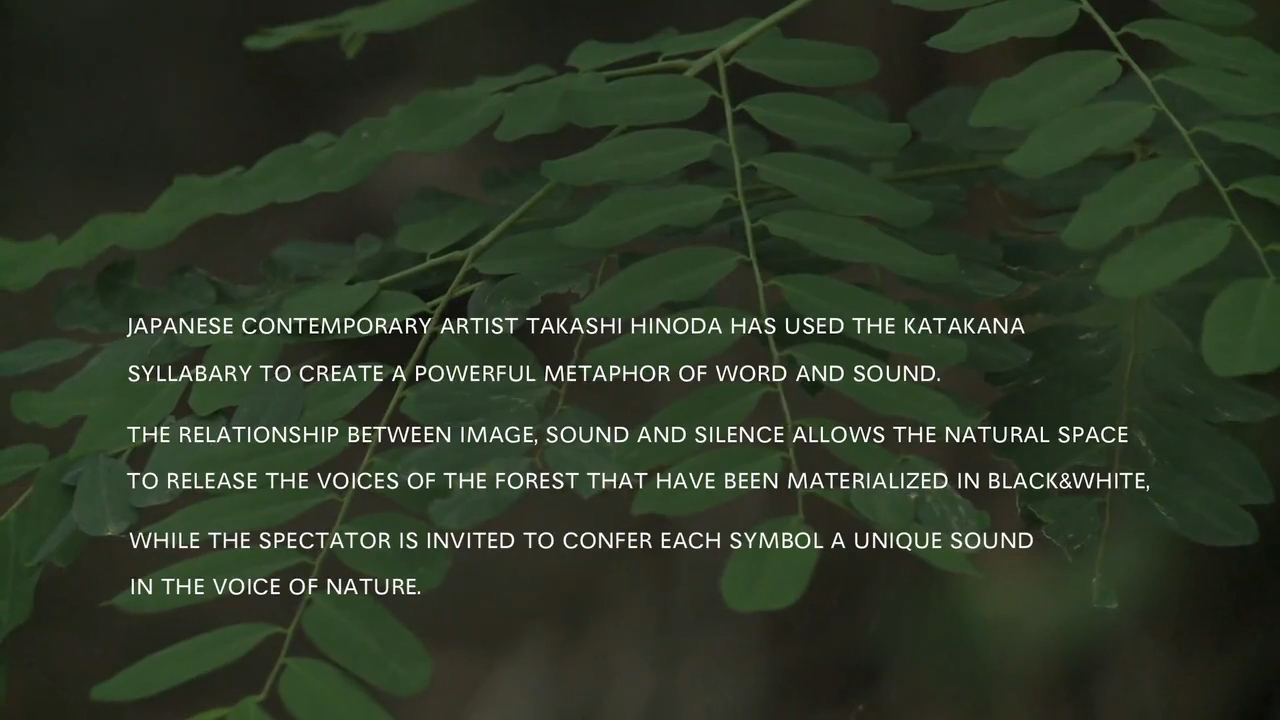 JAPANESE CONTEMPORARY ARTIST TAKASHI HINODA HAS USED THE KATAKANA
SYLLABARY TO CREATE A POWERFUL METAPHOR OF WORD AND SOUND.
THE RELATIONSHIP BETWEEN IMAGE, SOUND AND SILENCE ALLOWS THE NATURAL SPACE
TO RELEASE THE VOICES OF THE FOREST THAT HAVE BEEN MATERIALIZED IN BLACK&WHITE,
WHILE THE SPECTATOR IS INVITED TO CONFER EACH SYMBOL A UNIQUE SOUND
IN THE VOICE OF NATURE.